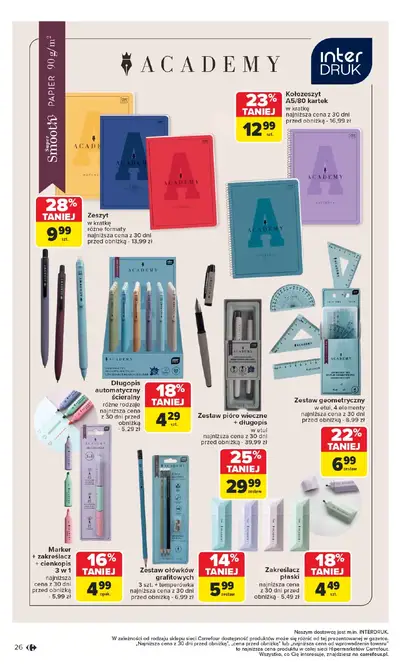 inter
DRUK
ACADEMY
Smooth PAPIER 90g/m²
23%
TANIEJ
12 99
szt.
Kołozeszyt
A5/80 kartek
w kratkę
najniższa cena z 30 dni
przed obniżką - 16,99 zł
A
ACADEMY
A
ACADEMY
A
ACADEMY
A
ACADEMY
A
ACADEMY
28%
TANIEJ
9 99
szt.
Zeszyt
w kratkę
różne formaty
najniższa cena z 30 dni
przed obniżką - 13,99 zł
ACADEMY
Długopis
automatyczny
ścieralny
różne rodzaje
najniższa
cena z 30 dni
przed
obniżką
- 5,29 zł
18%
TANIEJ
4 29
szt.
Zestaw pióro wieczne
+ długopis
w etui
najniższa cena z 30 dni
przed obniżką - 39,99 zł
25%
TANIEJ
29 99
zestaw
Zestaw geometryczny
w etui, 4 elementy
najniższa cena z 30 dni
przed obniżką - 8,99 zł
22%
TANIEJ
6 99
zestaw
Marker
+ zakreślacz
+ cienkopis
3 w 1
najniższa
cena z 30 dni
przed
obniżką - 5,99 zł
16%
TANIEJ
4 99
szt.
Zestaw ołówków
grafitowych
3 szt. + temperówka
najniższa cena z 30 dni
przed obniżką - 6,99 zł
14%
TANIEJ
5 99
zestaw
Zakreślacz
płaski
najniższa
cena z 30 dni
przed obniżką
- 5,49 zł
18%
TANIEJ
4 49
szt.
Naszym dostawcą jest m.in. INTERDRUK.
W zależności od rodzaju sklepu sieci Carrefour dostępność produktów może się różnić od tej prezentowanej w gazetce.
„Najniższa cena z 30 dni przed obniżką”, „cena przed obniżką” lub „najniższa cena od wprowadzenia towaru”
to najniższa cena produktu w całej sieci Hipermarketów Carrefour.
Wszystko, co Cię interesuje, znajdziesz na carrefour.pl.
26